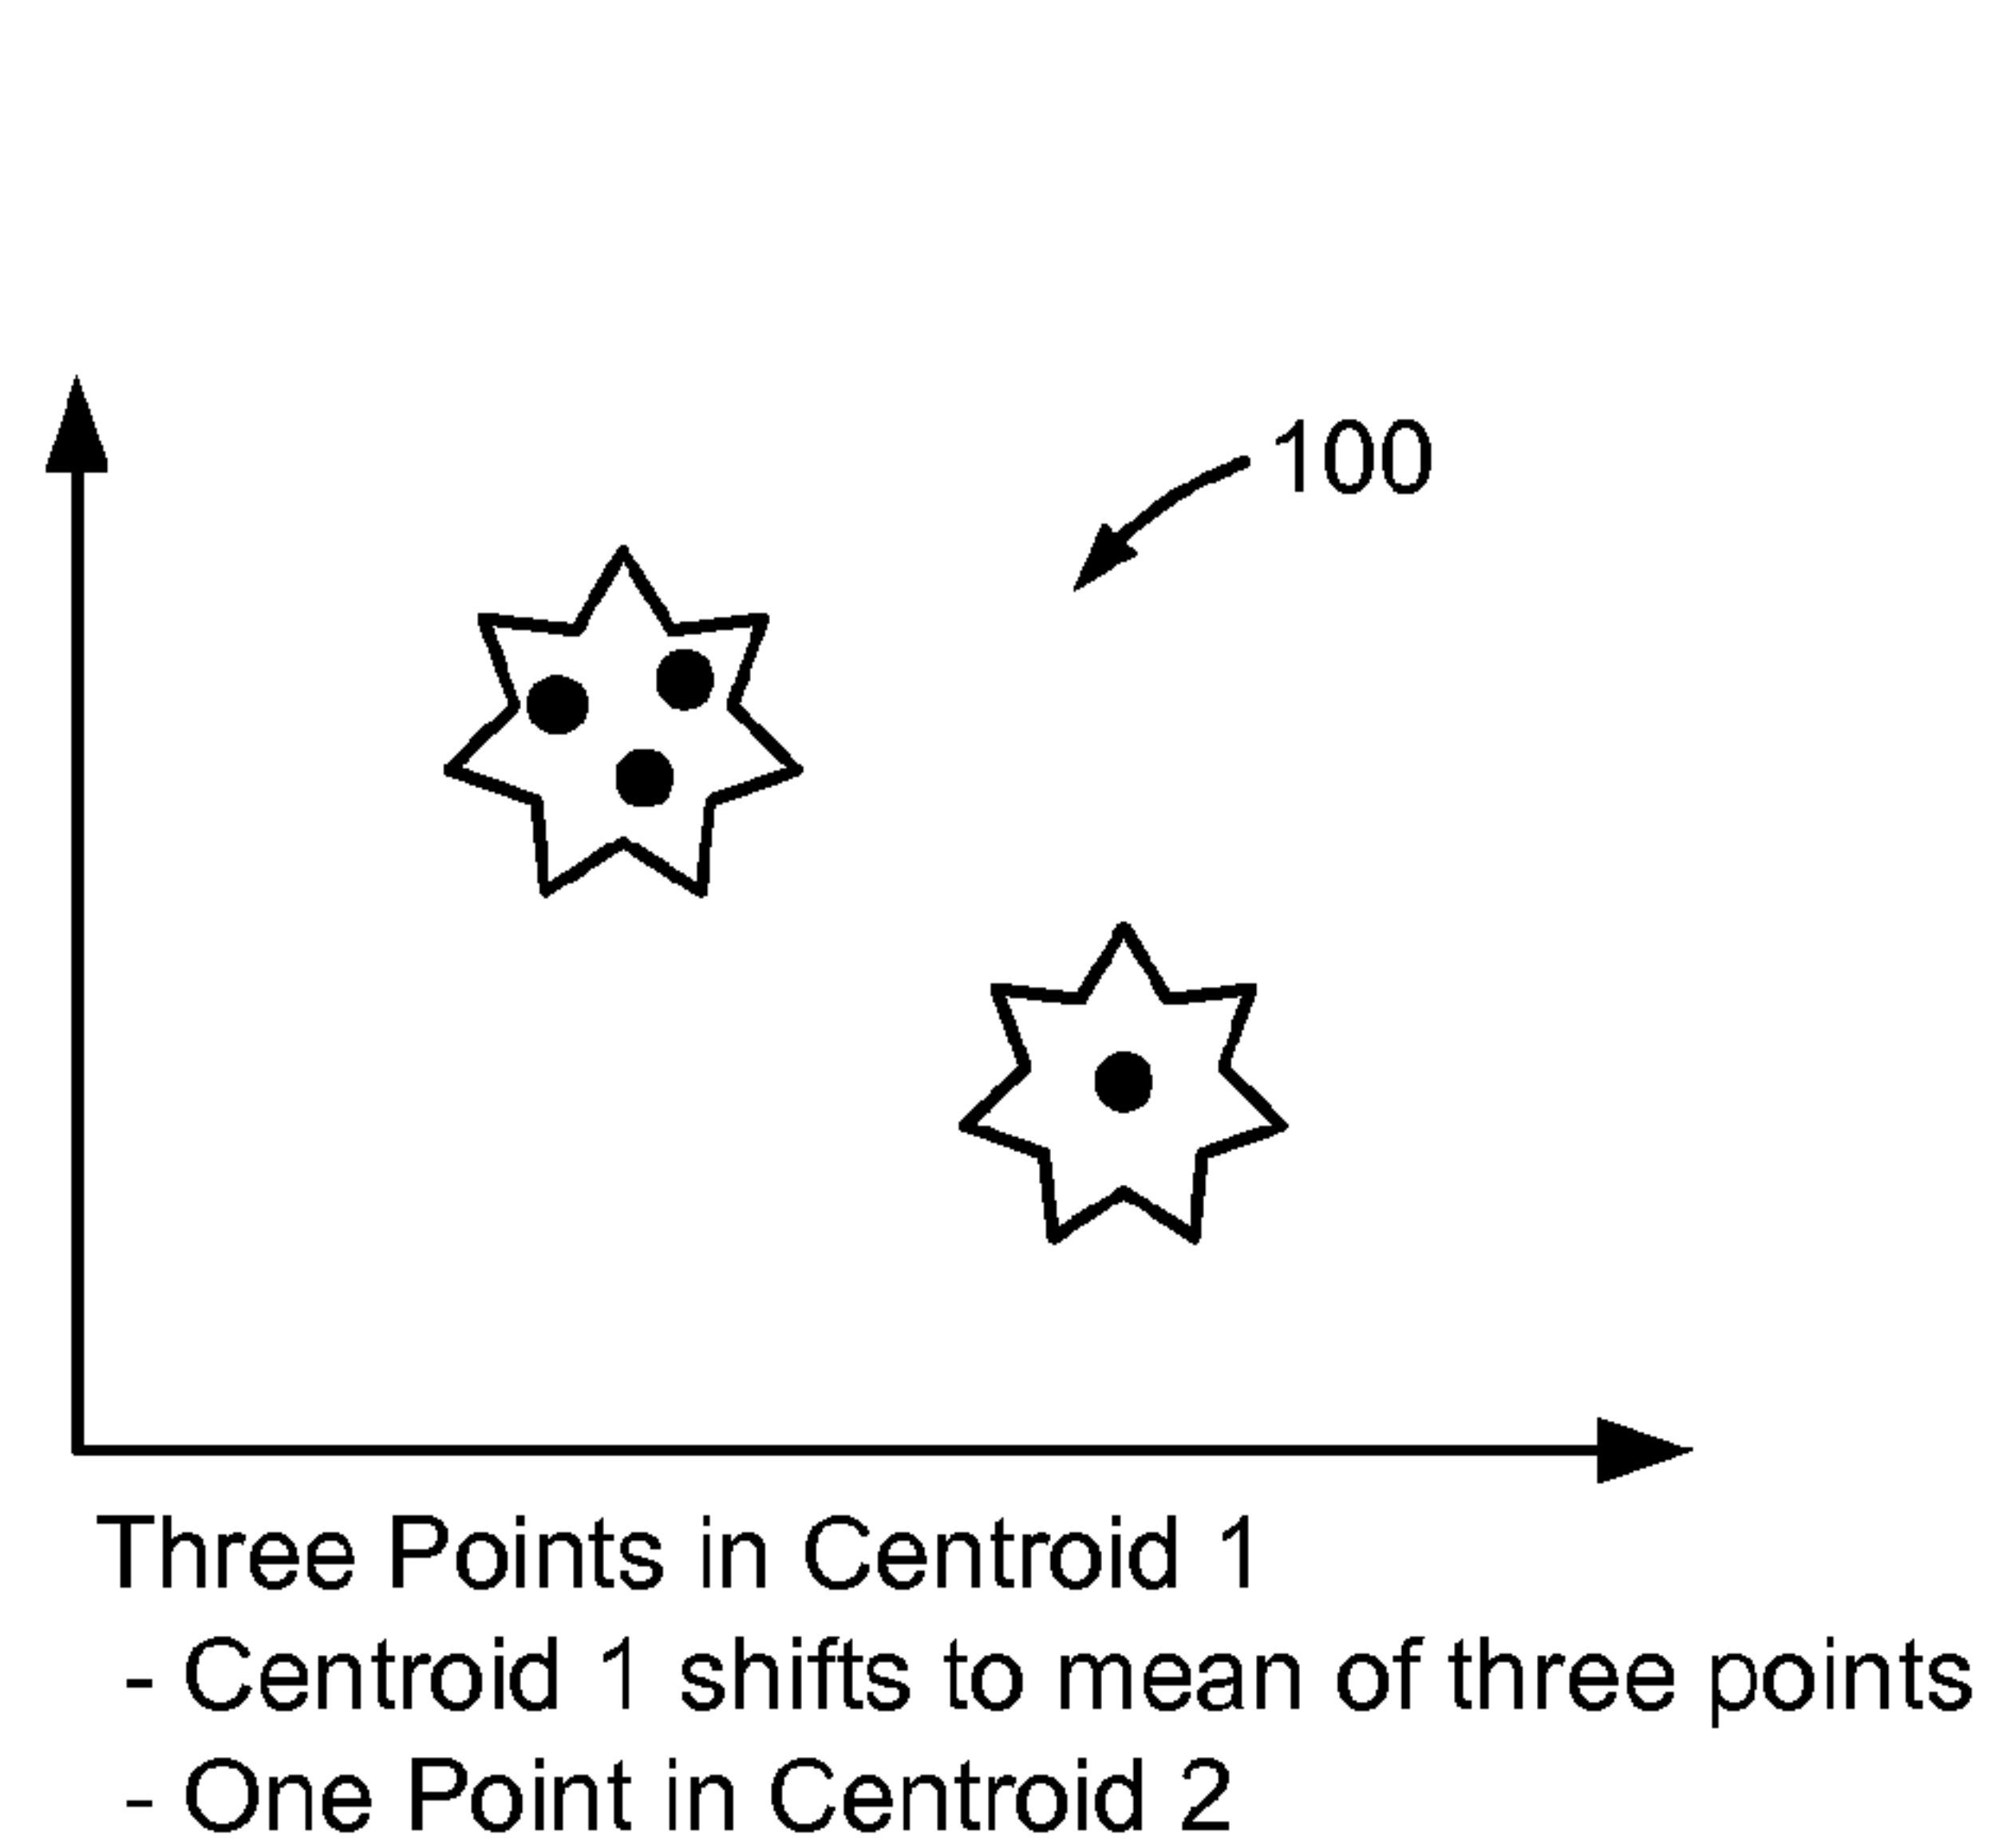 100
Three Points in Centroid 1
- Centroid 1 shifts to mean of three points
- One Point in Centroid 2